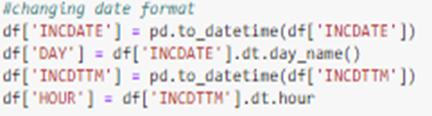 #changing date format
df['INCDATE'] = pd.to_datetime(df['INCDATE'])
df['DAY'] = df['INCDATE'].dt.day_name()
df['INCDTTM'] = pd.to_datetime(df['INCDTTM'])
df['HOUR'] = df['INCDTTM'].dt.hour